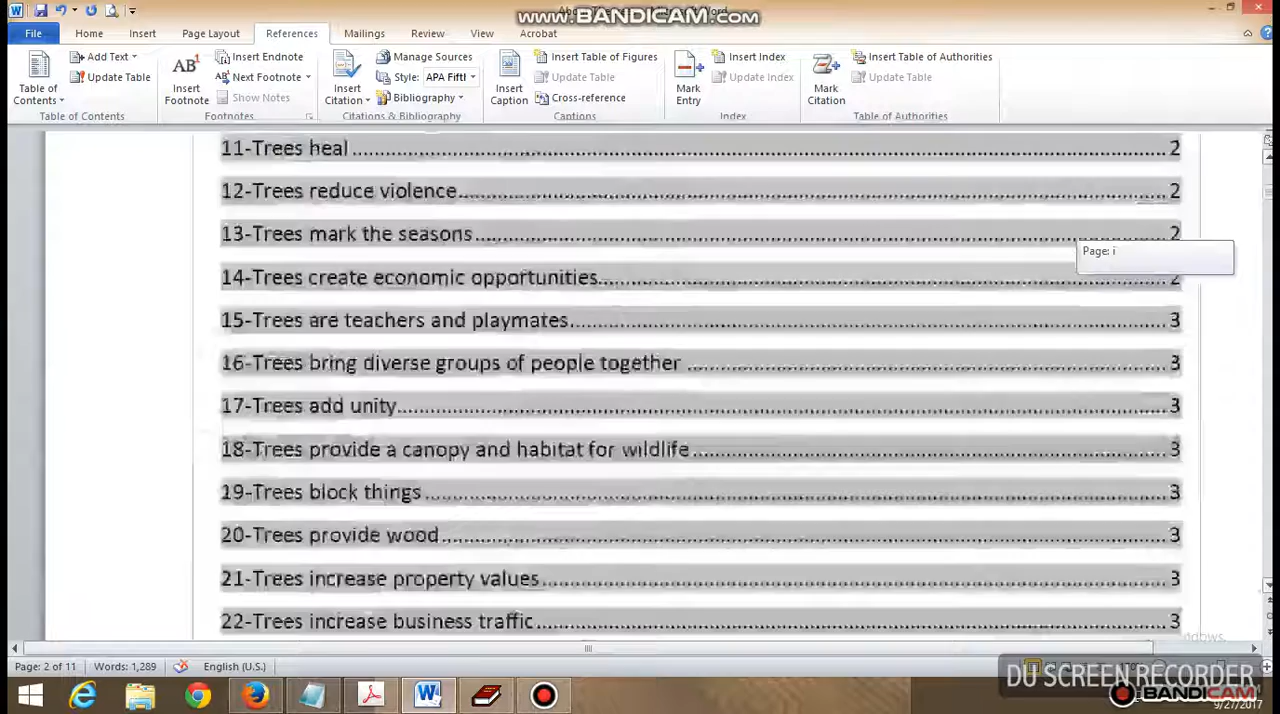 www.BANDICAM.com
File Home Insert Page Layout References Mailings Review View Acrobat
Add Text Insert Endnote Manage Sources Insert Table of Figures Insert Index Insert Table of Authorities
Update Table Next Footnote Style: APA Fift Update Table Update Index Update Table
Show Notes Bibliography Cross-reference
Table of Contents Insert Footnote Insert Citation Insert Caption Mark Entry Mark Citation
Table of Contents Footnotes Citations & Bibliography Captions Index Table of Authorities
11-Trees heal 2
12-Trees reduce violence 2
13-Trees mark the seasons 2
Page: i
14-Trees create economic opportunities 2
15-Trees are teachers and playmates 3
16-Trees bring diverse groups of people together 3
17-Trees add unity 3
18-Trees provide a canopy and habitat for wildlife 3
19-Trees block things 3
20-Trees provide wood 3
21-Trees increase property values 3
22-Trees increase business traffic 3
Page: 2 of 11 Words: 1,289 English (U.S.)
DU SCREEN RECORDER
BANDICAM
9/27/2017